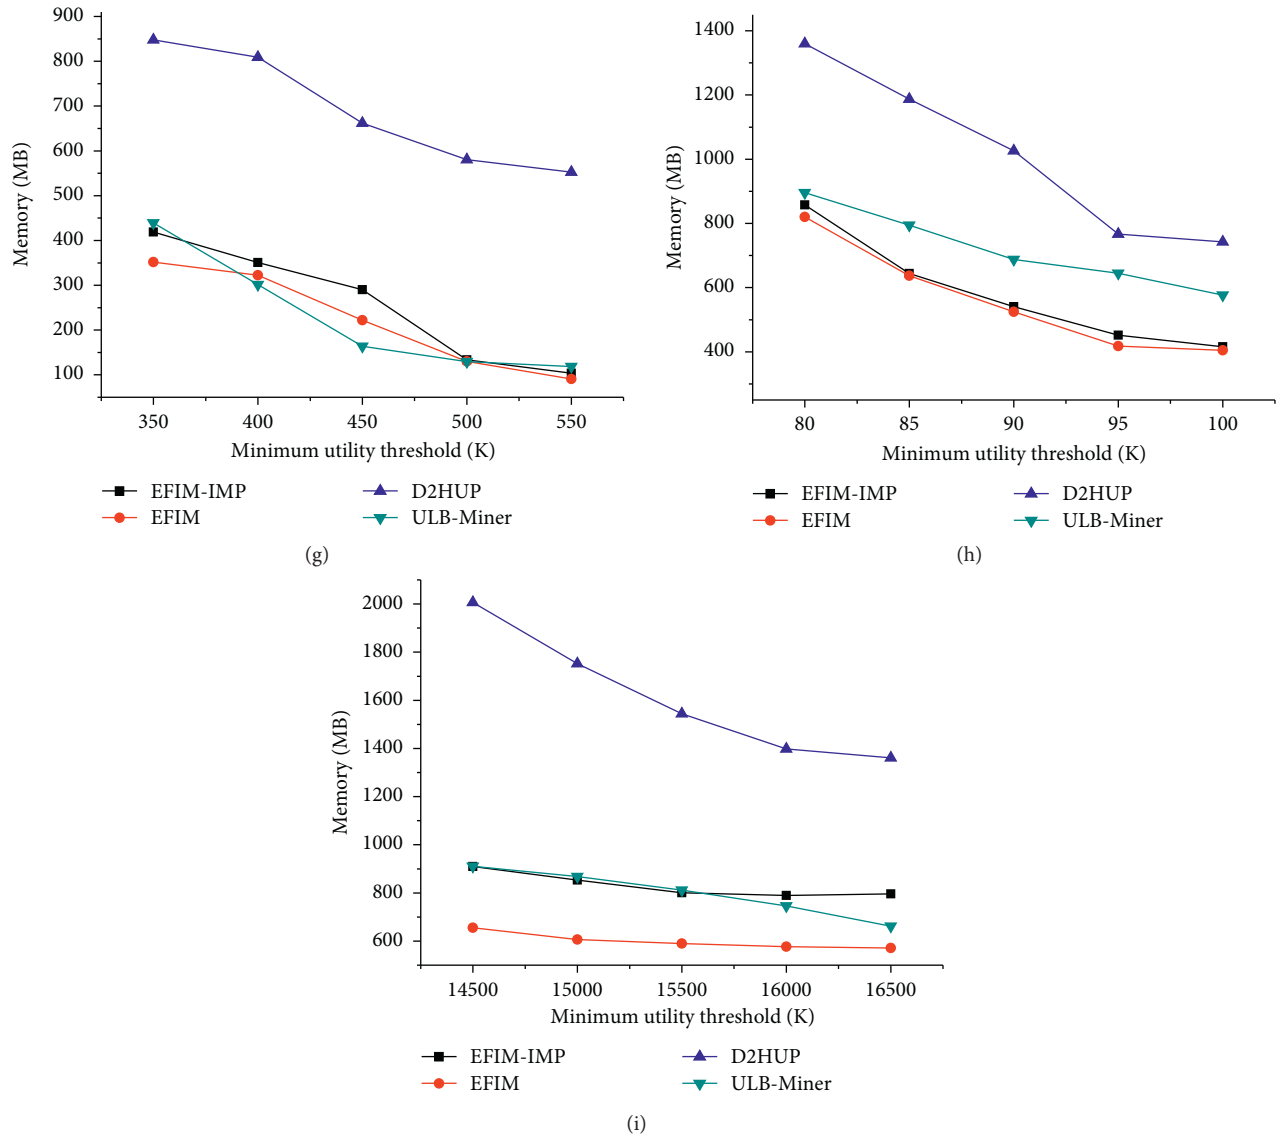 900
800
700
600
500
400
300
200
100
Memory (MB)
350 400 450 500 550
Minimum utility threshold (K)
EFIM-IMP D2HUP
EFIM ULB-Miner
(g)
1400
1200
1000
800
600
400
Memory (MB)
80 85 90 95 100
Minimum utility threshold (K)
EFIM-IMP D2HUP
EFIM ULB-Miner
(h)
2000
1800
1600
1400
1200
1000
800
600
Memory (MB)
14500 15000 15500 16000 16500
Minimum utility threshold (K)
EFIM-IMP D2HUP
EFIM ULB-Miner
(i)